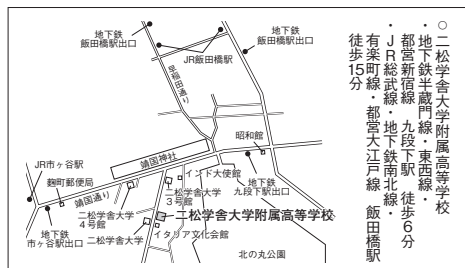 ○二松学舎大学附属高等学校
・地下鉄半蔵門線・東西線・
都営新宿線 九段下駅 徒歩6分
・JR総武線・地下鉄南北線・
有楽町線・都営大江戸線 飯田橋駅
徒歩15分
地下鉄
飯田橋駅出口
地下鉄
飯田橋駅出口
JR飯田橋駅
早稲田通り
昭和館
靖国神社
JR市ヶ谷駅
麴町郵便局
インド大使館
地下鉄
九段下駅出口
靖国通り
二松学舎大学
3号館
二松学舎大学
4号館
二松学舎大学附属高等学校
地下鉄
市ヶ谷駅出口
二松学舎大学
イタリア文化会館
北の丸公園